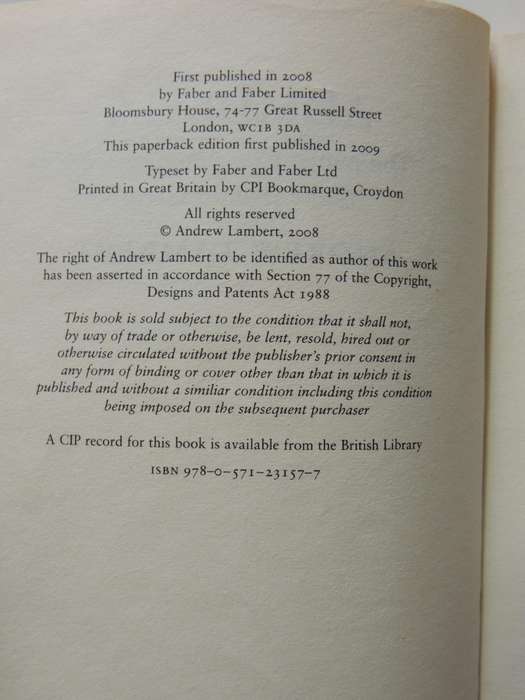 First published in 2008
by Faber and Faber Limited
Bloomsbury House, 74-77 Great Russell Street
London, WC1B 3DA
This paperback edition first published in 2009
Typeset by Faber and Faber Ltd
Printed in Great Britain by CPI Bookmarque, Croydon
All rights reserved
© Andrew Lambert, 2008
The right of Andrew Lambert to be identified as author of this work
has been asserted in accordance with Section 77 of the Copyright,
Designs and Patents Act 1988
This book is sold subject to the condition that it shall not,
by way of trade or otherwise, be lent, resold, hired out or
otherwise circulated without the publisher's prior consent in
any form of binding or cover other than that in which it is
published and without a similiar condition including this condition
being imposed on the subsequent purchaser
A CIP record for this book is available from the British Library
ISBN 978-0-571-23157-7